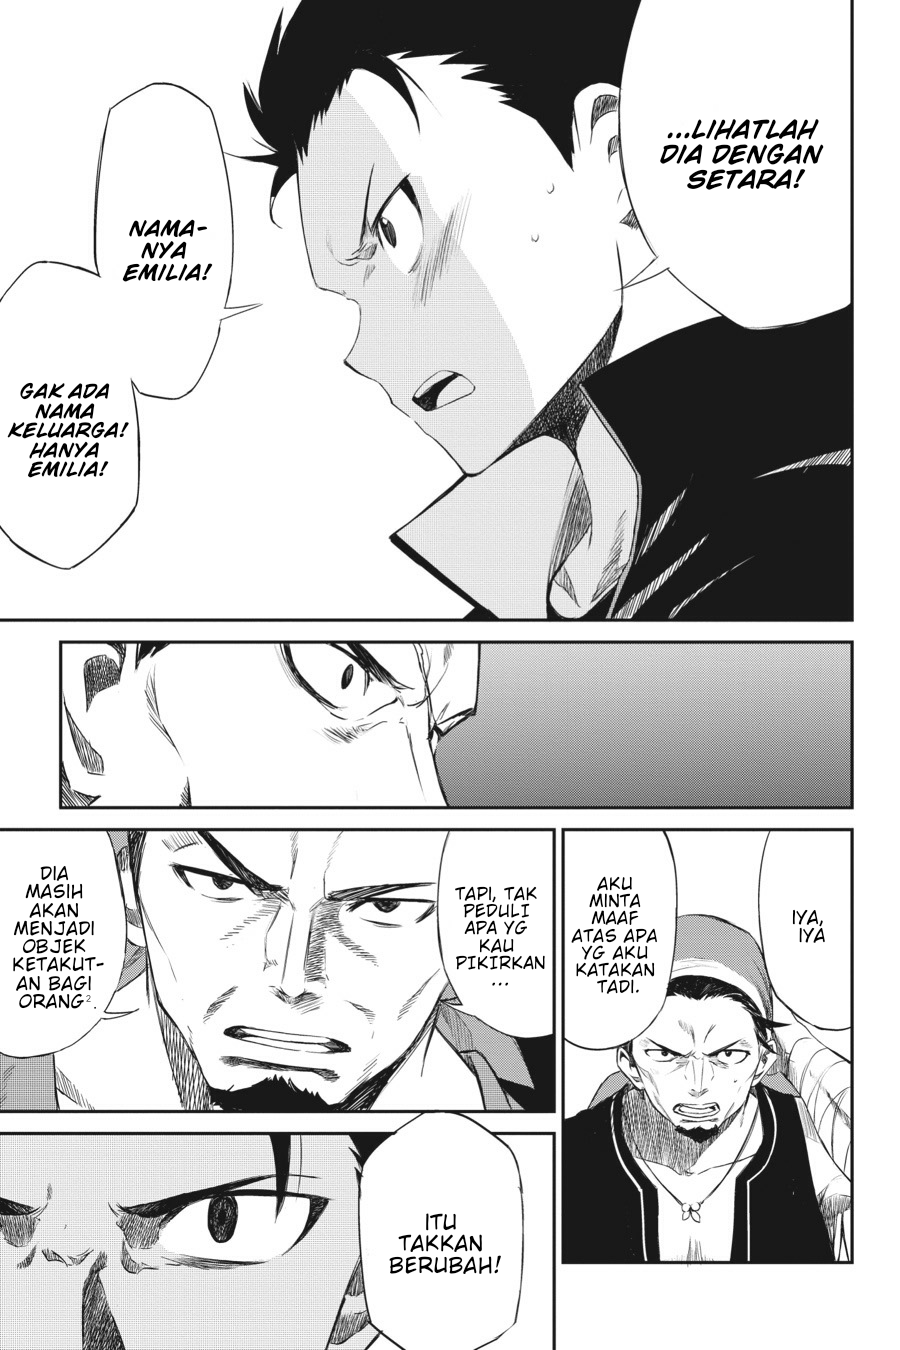 ...LIHATLAH
DIA DENGAN
SETARA!
NAMA-
NYA
EMILIA!
GAK ADA
NAMA
KELUARGA!
HANYA
EMILIA!
IYA,
IYA
AKU
MINTA
MAAF
ATAS APA
YG AKU
KATAKAN
TADI.
TAPI, TAK
PEDULI
APA YG
KAU
PIKIRKAN
...
DIA
MASIH
AKAN
MENJADI
OBJEK
KETAKUT-
AN BAGI
ORANG².
ITU
TAKKAN
BERUBAH!